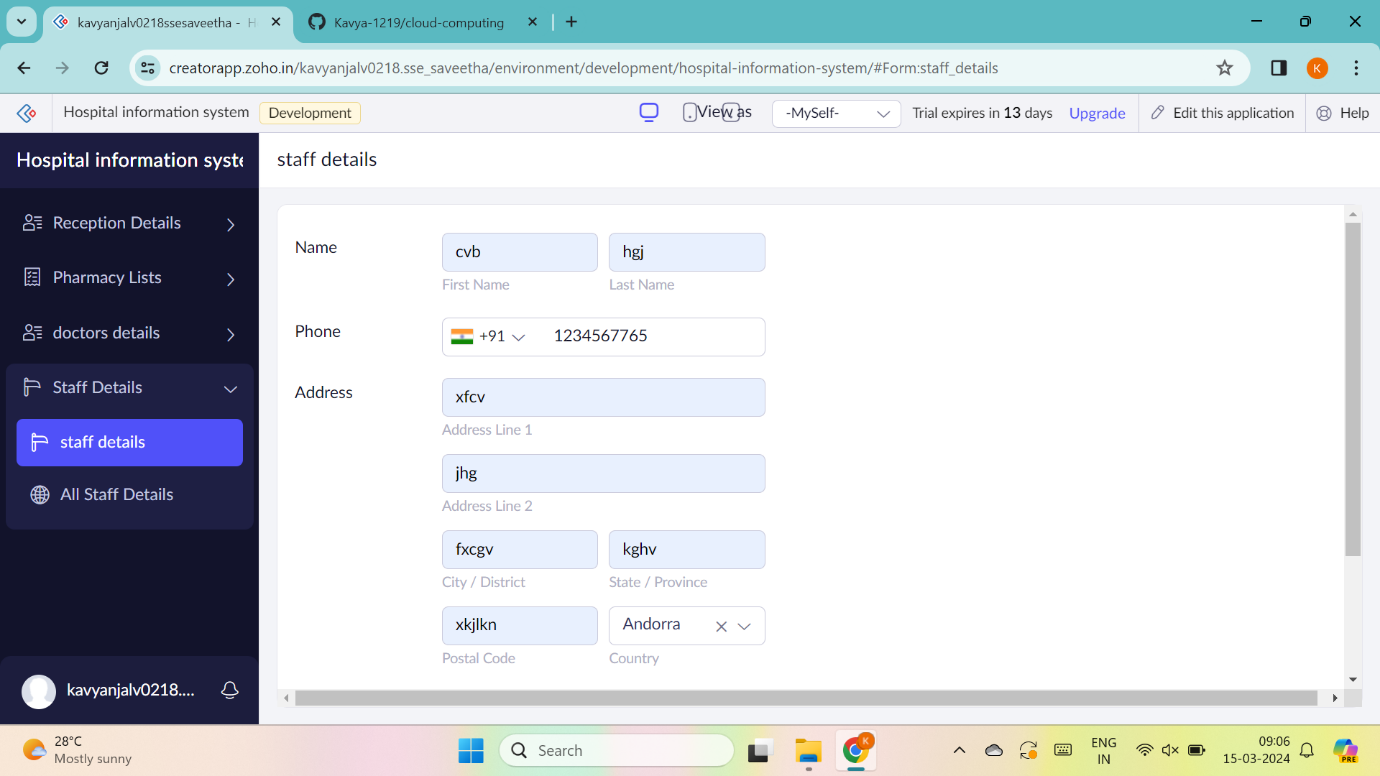 kavyanjalv0218ssesaveetha - H
Kavya-1219/cloud-computing
creatorapp.zoho.in/kavyanjalv0218.sse_saveetha/environment/development/hospital-information-system/#Form:staff_details
K
Hospital information system
Development
View as
-MySelf-
Trial expires in 13 days
Upgrade
Edit this application
Help
Hospital information syste
staff details
Reception Details
Pharmacy Lists
doctors details
Staff Details
staff details
All Staff Details
kavyanjalv0218....
Name
cvb
hgj
First Name
Last Name
Phone
+91
1234567765
Address
xfcv
Address Line 1
jhg
Address Line 2
fxcgv
kghv
City / District
State / Province
xkjlkn
Andorra
Postal Code
Country
28°C
Mostly sunny
Search
K
ENG
IN
09:06
15-03-2024
PRE